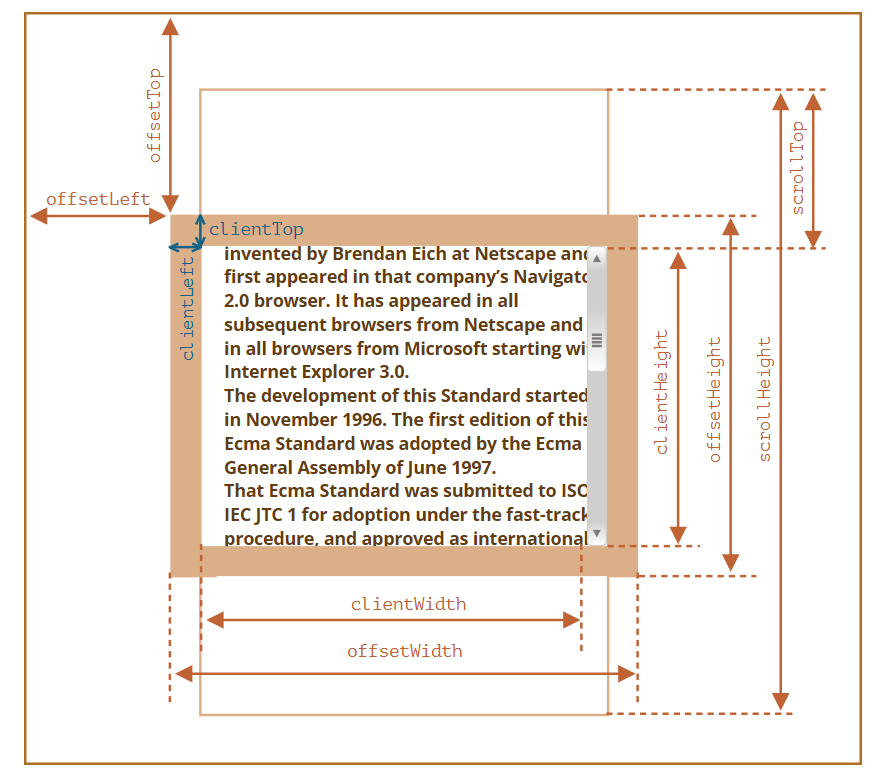 offsetTop
scrollTop
offsetLeft
clientTop
clientLeft
invented by Brendan Eich at Netscape and
first appeared in that company’s Navigato
2.0 browser. It has appeared in all
subsequent browsers from Netscape and
in all browsers from Microsoft starting wi
Internet Explorer 3.0.
The development of this Standard started
in November 1996. The first edition of this
Ecma Standard was adopted by the Ecma
General Assembly of June 1997.
That Ecma Standard was submitted to ISO
IEC JTC 1 for adoption under the fast-track
procedure, and approved as international
clientHeight
offsetHeight
scrollHeight
clientWidth
offsetWidth